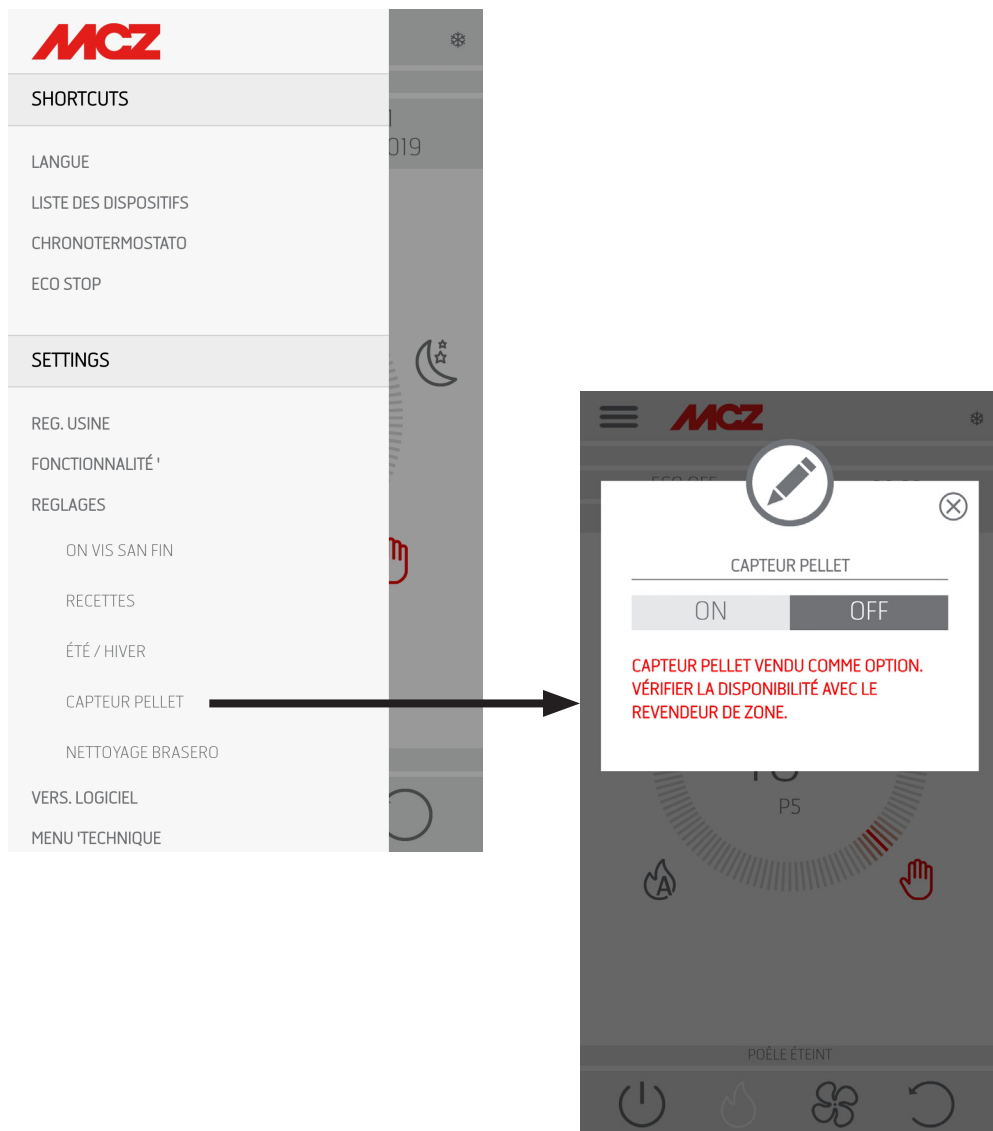 MCZ
SHORTCUTS
019
LANGUE
LISTE DES DISPOSITIFS
CHRONOTERMOSTATO
ECO STOP
SETTINGS
REG. USINE
FONCTIONNALITÉ '
REGLAGES
ON VIS SAN FIN
RECETTES
ÉTÉ / HIVER
CAPTEUR PELLET
NETTOYAGE BRASERO
VERS. LOGICIEL
MENU 'TECHNIQUE
MCZ
CAPTEUR PELLET
ON OFF
CAPTEUR PELLET VENDU COMME OPTION.
VÉRIFIER LA DISPONIBILITÉ AVEC LE
REVENDEUR DE ZONE.
P5
A
POÊLE ÉTEINT